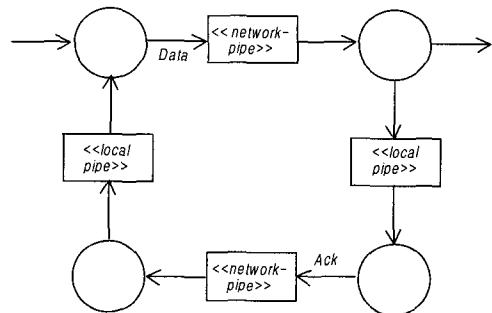 << network-
pipe>>
Data
<<local
pipe>>
<<local
pipe>>
Ack
<<network-
pipe>>